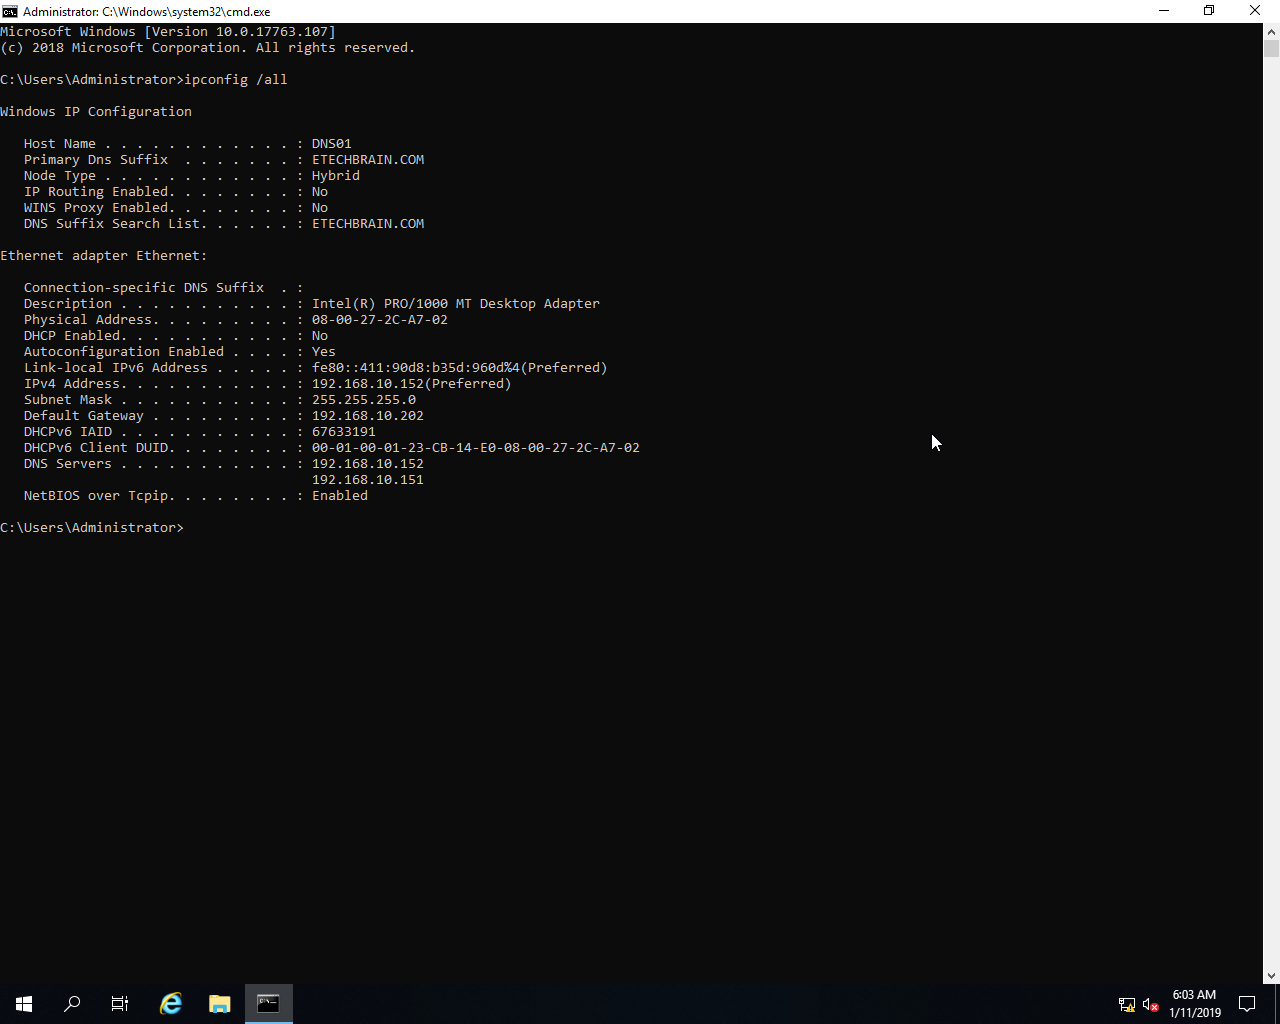 Administrator: C:\Windows\system32\cmd.exe
Microsoft Windows [Version 10.0.17763.107]
(c) 2018 Microsoft Corporation. All rights reserved.
C:\Users\Administrator>ipconfig /all
Windows IP Configuration
Host Name . . . . . . . . . . . . : DNS01
Primary Dns Suffix  . . . . . . . : ETECHBRAIN.COM
Node Type . . . . . . . . . . . . : Hybrid
IP Routing Enabled. . . . . . . . : No
WINS Proxy Enabled. . . . . . . . : No
DNS Suffix Search List. . . . . . : ETECHBRAIN.COM
Ethernet adapter Ethernet:
Connection-specific DNS Suffix  . :
Description . . . . . . . . . . . : Intel(R) PRO/1000 MT Desktop Adapter
Physical Address. . . . . . . . . : 08-00-27-2C-A7-02
DHCP Enabled. . . . . . . . . . . : No
Autoconfiguration Enabled . . . . : Yes
Link-local IPv6 Address . . . . . : fe80::411:90d8:b35d:960d%4(Preferred)
IPv4 Address. . . . . . . . . . . : 192.168.10.152(Preferred)
Subnet Mask . . . . . . . . . . . : 255.255.255.0
Default Gateway . . . . . . . . . : 192.168.10.202
DHCPv6 IAID . . . . . . . . . . . : 67633191
DHCPv6 Client DUID. . . . . . . . : 00-01-00-01-23-CB-14-E0-08-00-27-2C-A7-02
DNS Servers . . . . . . . . . . . : 192.168.10.152
192.168.10.151
NetBIOS over Tcpip. . . . . . . . : Enabled
C:\Users\Administrator>
6:03 AM
1/11/2019